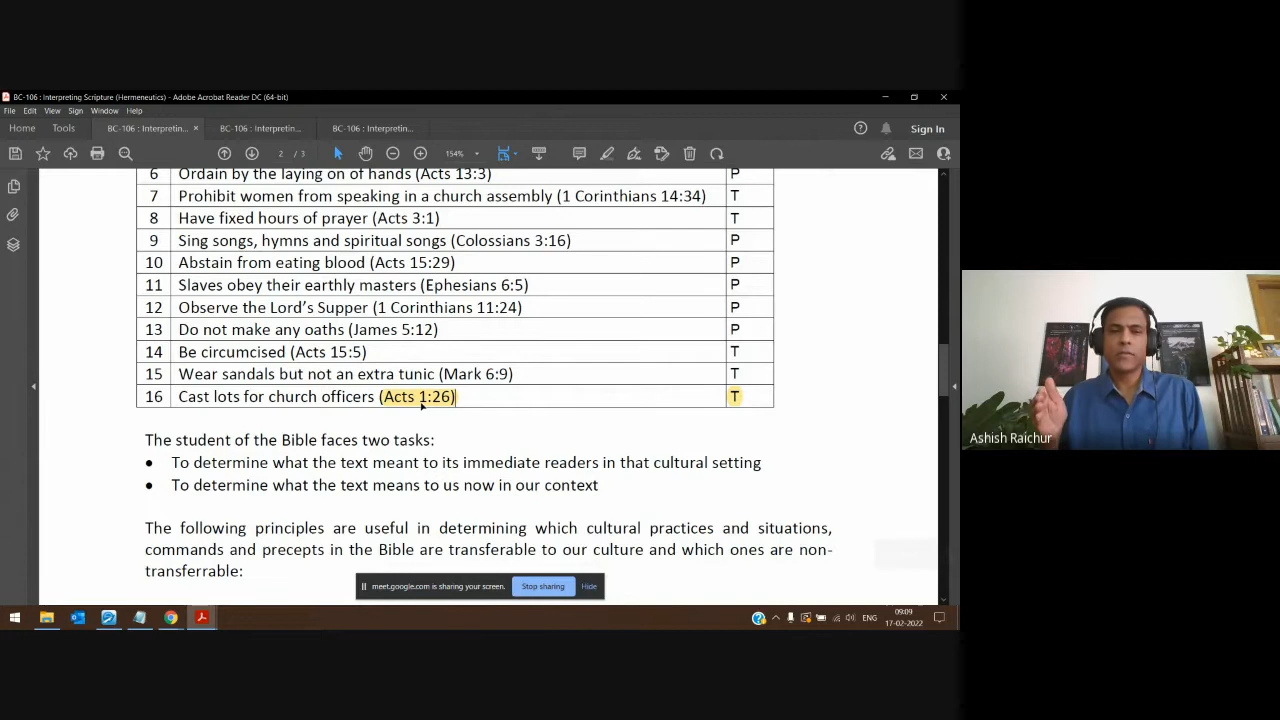 BC-106 : Interpreting Scripture (Hermeneutics) - Adobe Acrobat Reader DC (64-bit)
File Edit View Sign Window Help
Home Tools BC-106 : Interpretin... × BC-106 : Interpretin... BC-106 : Interpretin... Sign In
2 / 3 154%
6 Ordain by the laying on of hands (Acts 13:3) P
7 Prohibit women from speaking in a church assembly (1 Corinthians 14:34) T
8 Have fixed hours of prayer (Acts 3:1) T
9 Sing songs, hymns and spiritual songs (Colossians 3:16) P
10 Abstain from eating blood (Acts 15:29) P
11 Slaves obey their earthly masters (Ephesians 6:5) P
12 Observe the Lord's Supper (1 Corinthians 11:24) P
13 Do not make any oaths (James 5:12) P
14 Be circumcised (Acts 15:5) T
15 Wear sandals but not an extra tunic (Mark 6:9) T
16 Cast lots for church officers (Acts 1:26) T
The student of the Bible faces two tasks:
• To determine what the text meant to its immediate readers in that cultural setting
• To determine what the text means to us now in our context
The following principles are useful in determining which cultural practices and situations,
commands and precepts in the Bible are transferable to our culture and which ones are non-
transferrable:
meet.google.com is sharing your screen. Stop sharing Hide
ENG
09:09
17-02-2022
Ashish Raichur